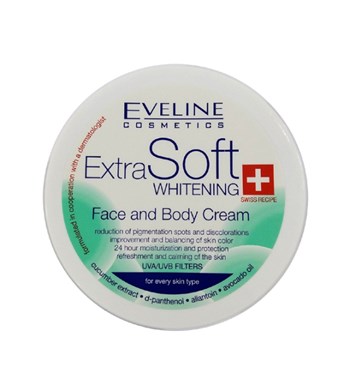 EVELINE
COSMETICS
Extra Soft
WHITENING
SWISS RECIPE
Face and Body Cream
reduction of pigmentation spots and discolorations
improvement and balancing of skin color
24 hour moisturization and protection
refreshment and calming of the skin.
UVA/UVB FILTERS
for every skin type
cucumber extract • d-panthenol • allantoin • avocado oil
formulated in cooperation with a dermatologist